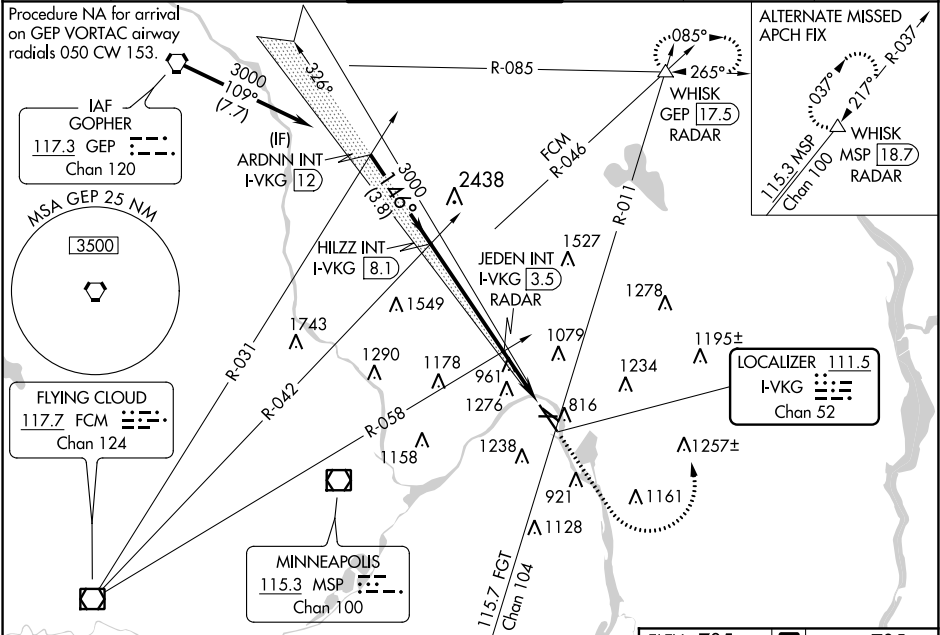 Procedure NA for arrival
on GEP VORTAC airway
radials 050 CW 153.
3000
109°
(7.7)
IAF
GOPHER
117.3 GEP
Chan 120
MSA GEP 25 NM
3500
326°
(IF)
ARDNN INT
I-VKG 12
3000
146°
(3.8)
HILZZ INT
I-VKG 8.1
2438
R-085
FCM
R-046
085°
265°
WHISK
GEP 17.5
RADAR
R-011
ALTERNATE MISSED
APCH FIX
R-037
037°
217°
WHISK
MSP 18.7
RADAR
115.3 MSP
Chan 100
JEDEN INT
I-VKG 3.5
RADAR
1527
1278
1549
1743
1290
1178
961
1276
1079
1234
1195±
816
1158
1238
921
1128
1161
1257±
R-031
R-042
R-058
LOCALIZER 111.5
I-VKG
Chan 52
FLYING CLOUD
117.7 FCM
Chan 124
MINNEAPOLIS
115.3 MSP
Chan 100
115.7 FGT
Chan 104